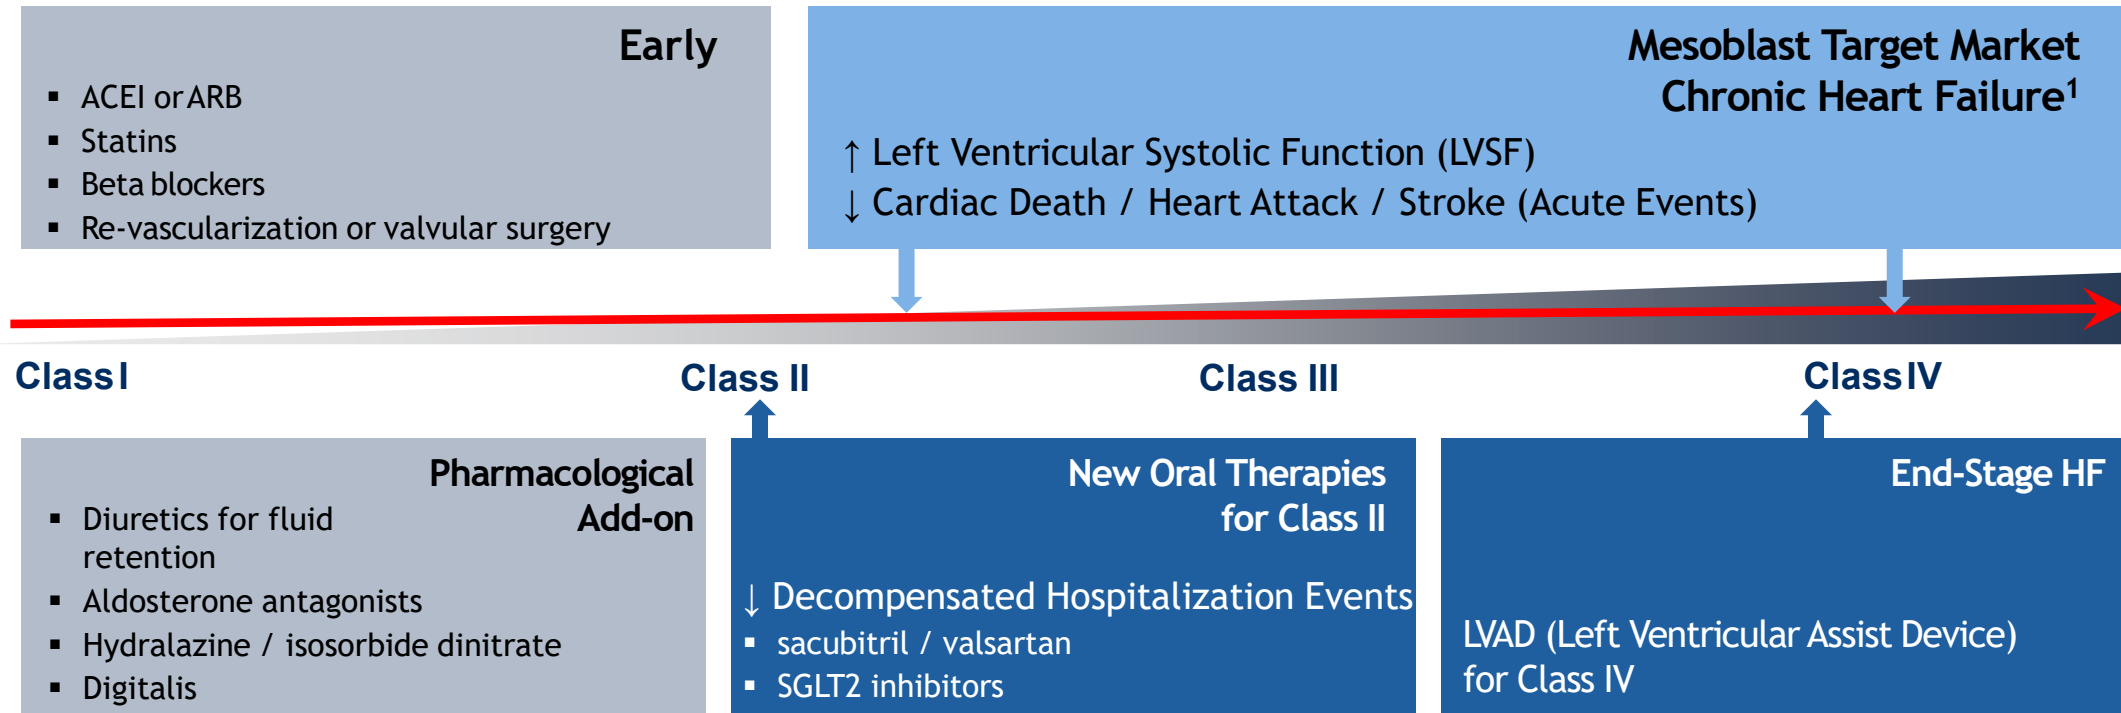 Early
▪ ACEI or ARB
▪ Statins
▪ Beta blockers
▪ Re-vascularization or valvular surgery
Mesoblast Target Market
Chronic Heart Failure¹
↑ Left Ventricular Systolic Function (LVSF)
↓ Cardiac Death / Heart Attack / Stroke (Acute Events)
Class I
Class II
Class III
Class IV
Pharmacological
Add-on
▪ Diuretics for fluid
retention
▪ Aldosterone antagonists
▪ Hydralazine / isosorbide dinitrate
▪ Digitalis
New Oral Therapies
for Class II
↓ Decompensated Hospitalization Events
▪ sacubitril / valsartan
▪ SGLT2 inhibitors
End-Stage HF
LVAD (Left Ventricular Assist Device)
for Class IV